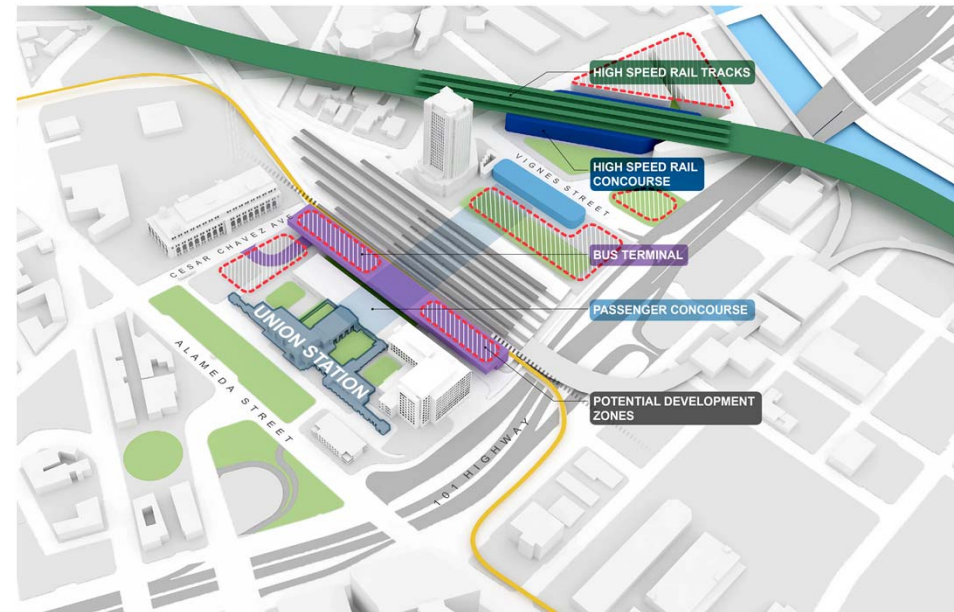 HIGH SPEED RAIL TRACKS
HIGH SPEED RAIL
CONCOURSE
VIGNES STREET
CESAR CHAVEZ AVE
BUS TERMINAL
UNION STATION
PASSENGER CONCOURSE
ALAMEDA STREET
POTENTIAL DEVELOPMENT
ZONES
101 HIGHWAY